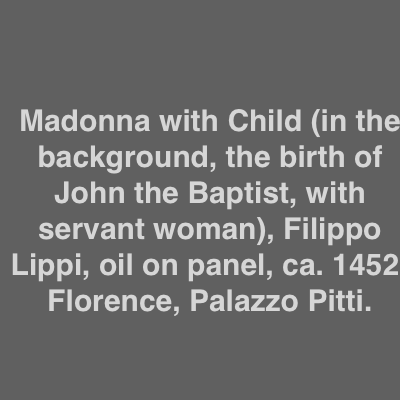 Madonna with Child (in the
background, the birth of
John the Baptist, with
servant woman), Filippo
Lippi, oil on panel, ca. 1452
Florence, Palazzo Pitti.